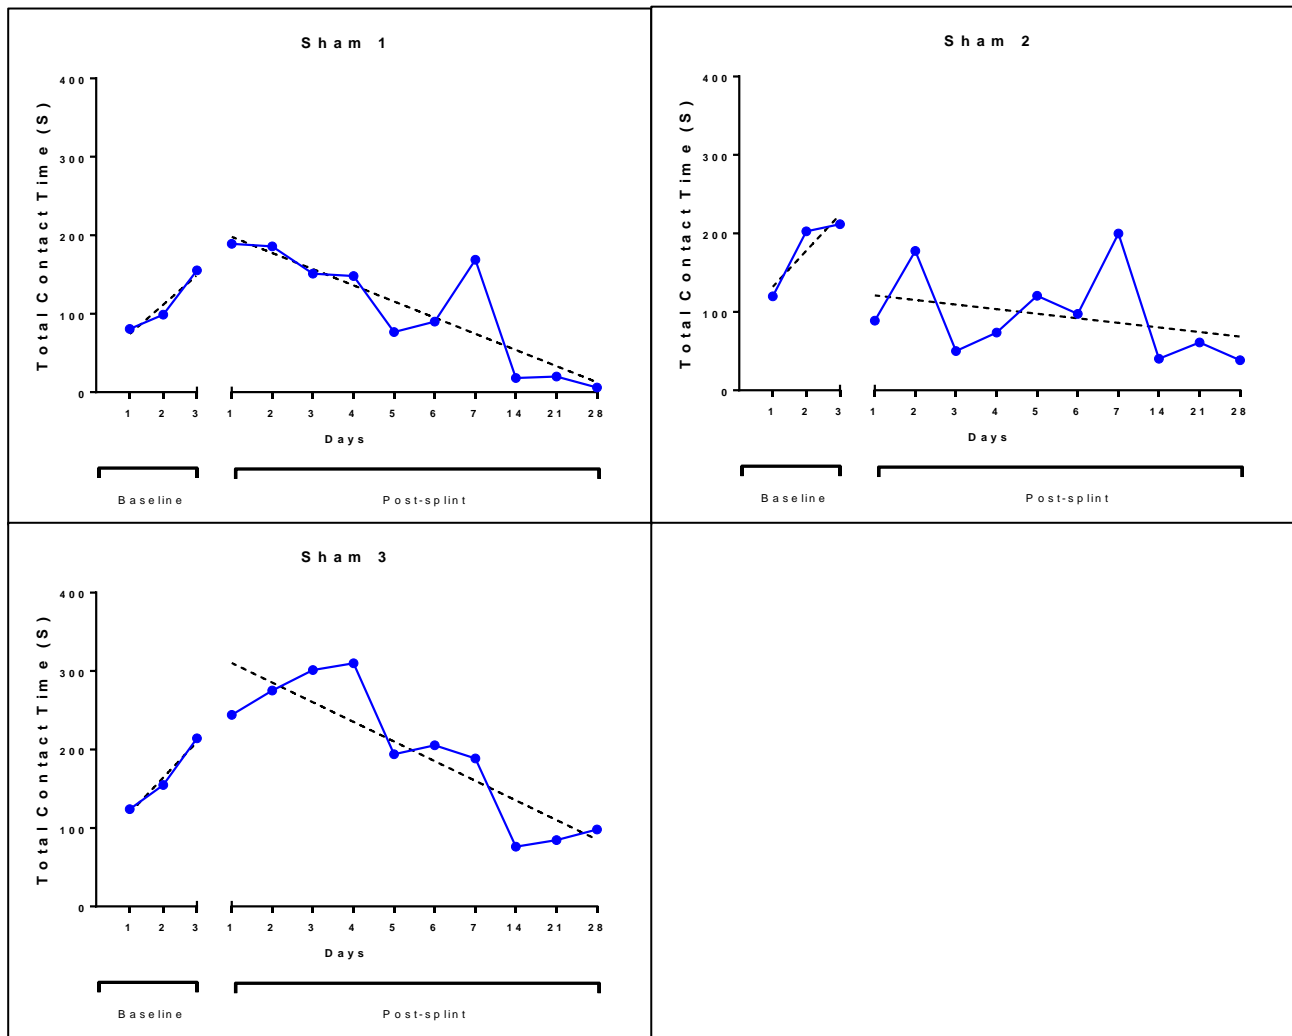 Sham 1
Total Contact Time (S)
400
300
200
100
0
1 2 3 1 2 3 4 5 6 7 14 21 28
Days
Baseline Post-splint
Sham 2
Total Contact Time (S)
400
300
200
100
0
1 2 3 1 2 3 4 5 6 7 14 21 28
Days
Baseline Post-splint
Sham 3
Total Contact Time (S)
400
300
200
100
0
1 2 3 1 2 3 4 5 6 7 14 21 28
Days
Baseline Post-splint